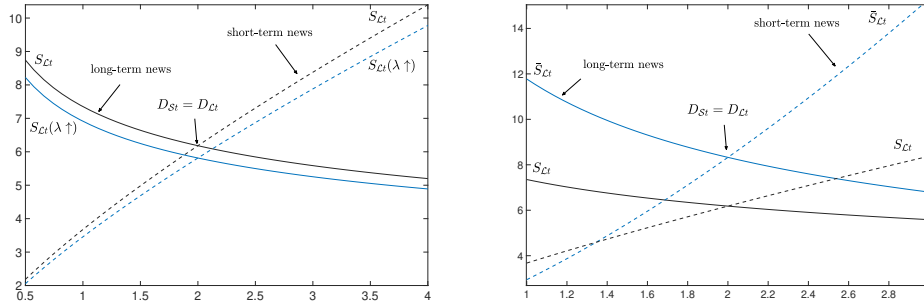 10
9
8
7
6
5
4
3
2
0.5
1
1.5
2
2.5
3
3.5
4
$S_{\mathcal{L}t}$
long-term news
$S_{\mathcal{L}t}(\lambda \uparrow)$
$D_{\mathcal{S}t} = D_{\mathcal{L}t}$
short-term news
$S_{\mathcal{L}t}$
$S_{\mathcal{L}t}(\lambda \uparrow)$
14
12
10
8
6
4
1
1.2
1.4
1.6
1.8
2
2.2
2.4
2.6
2.8
$\bar{S}_{\mathcal{L}t}$
long-term news
$S_{\mathcal{L}t}$
$D_{\mathcal{S}t} = D_{\mathcal{L}t}$
short-term news
$\bar{S}_{\mathcal{L}t}$
$S_{\mathcal{L}t}$